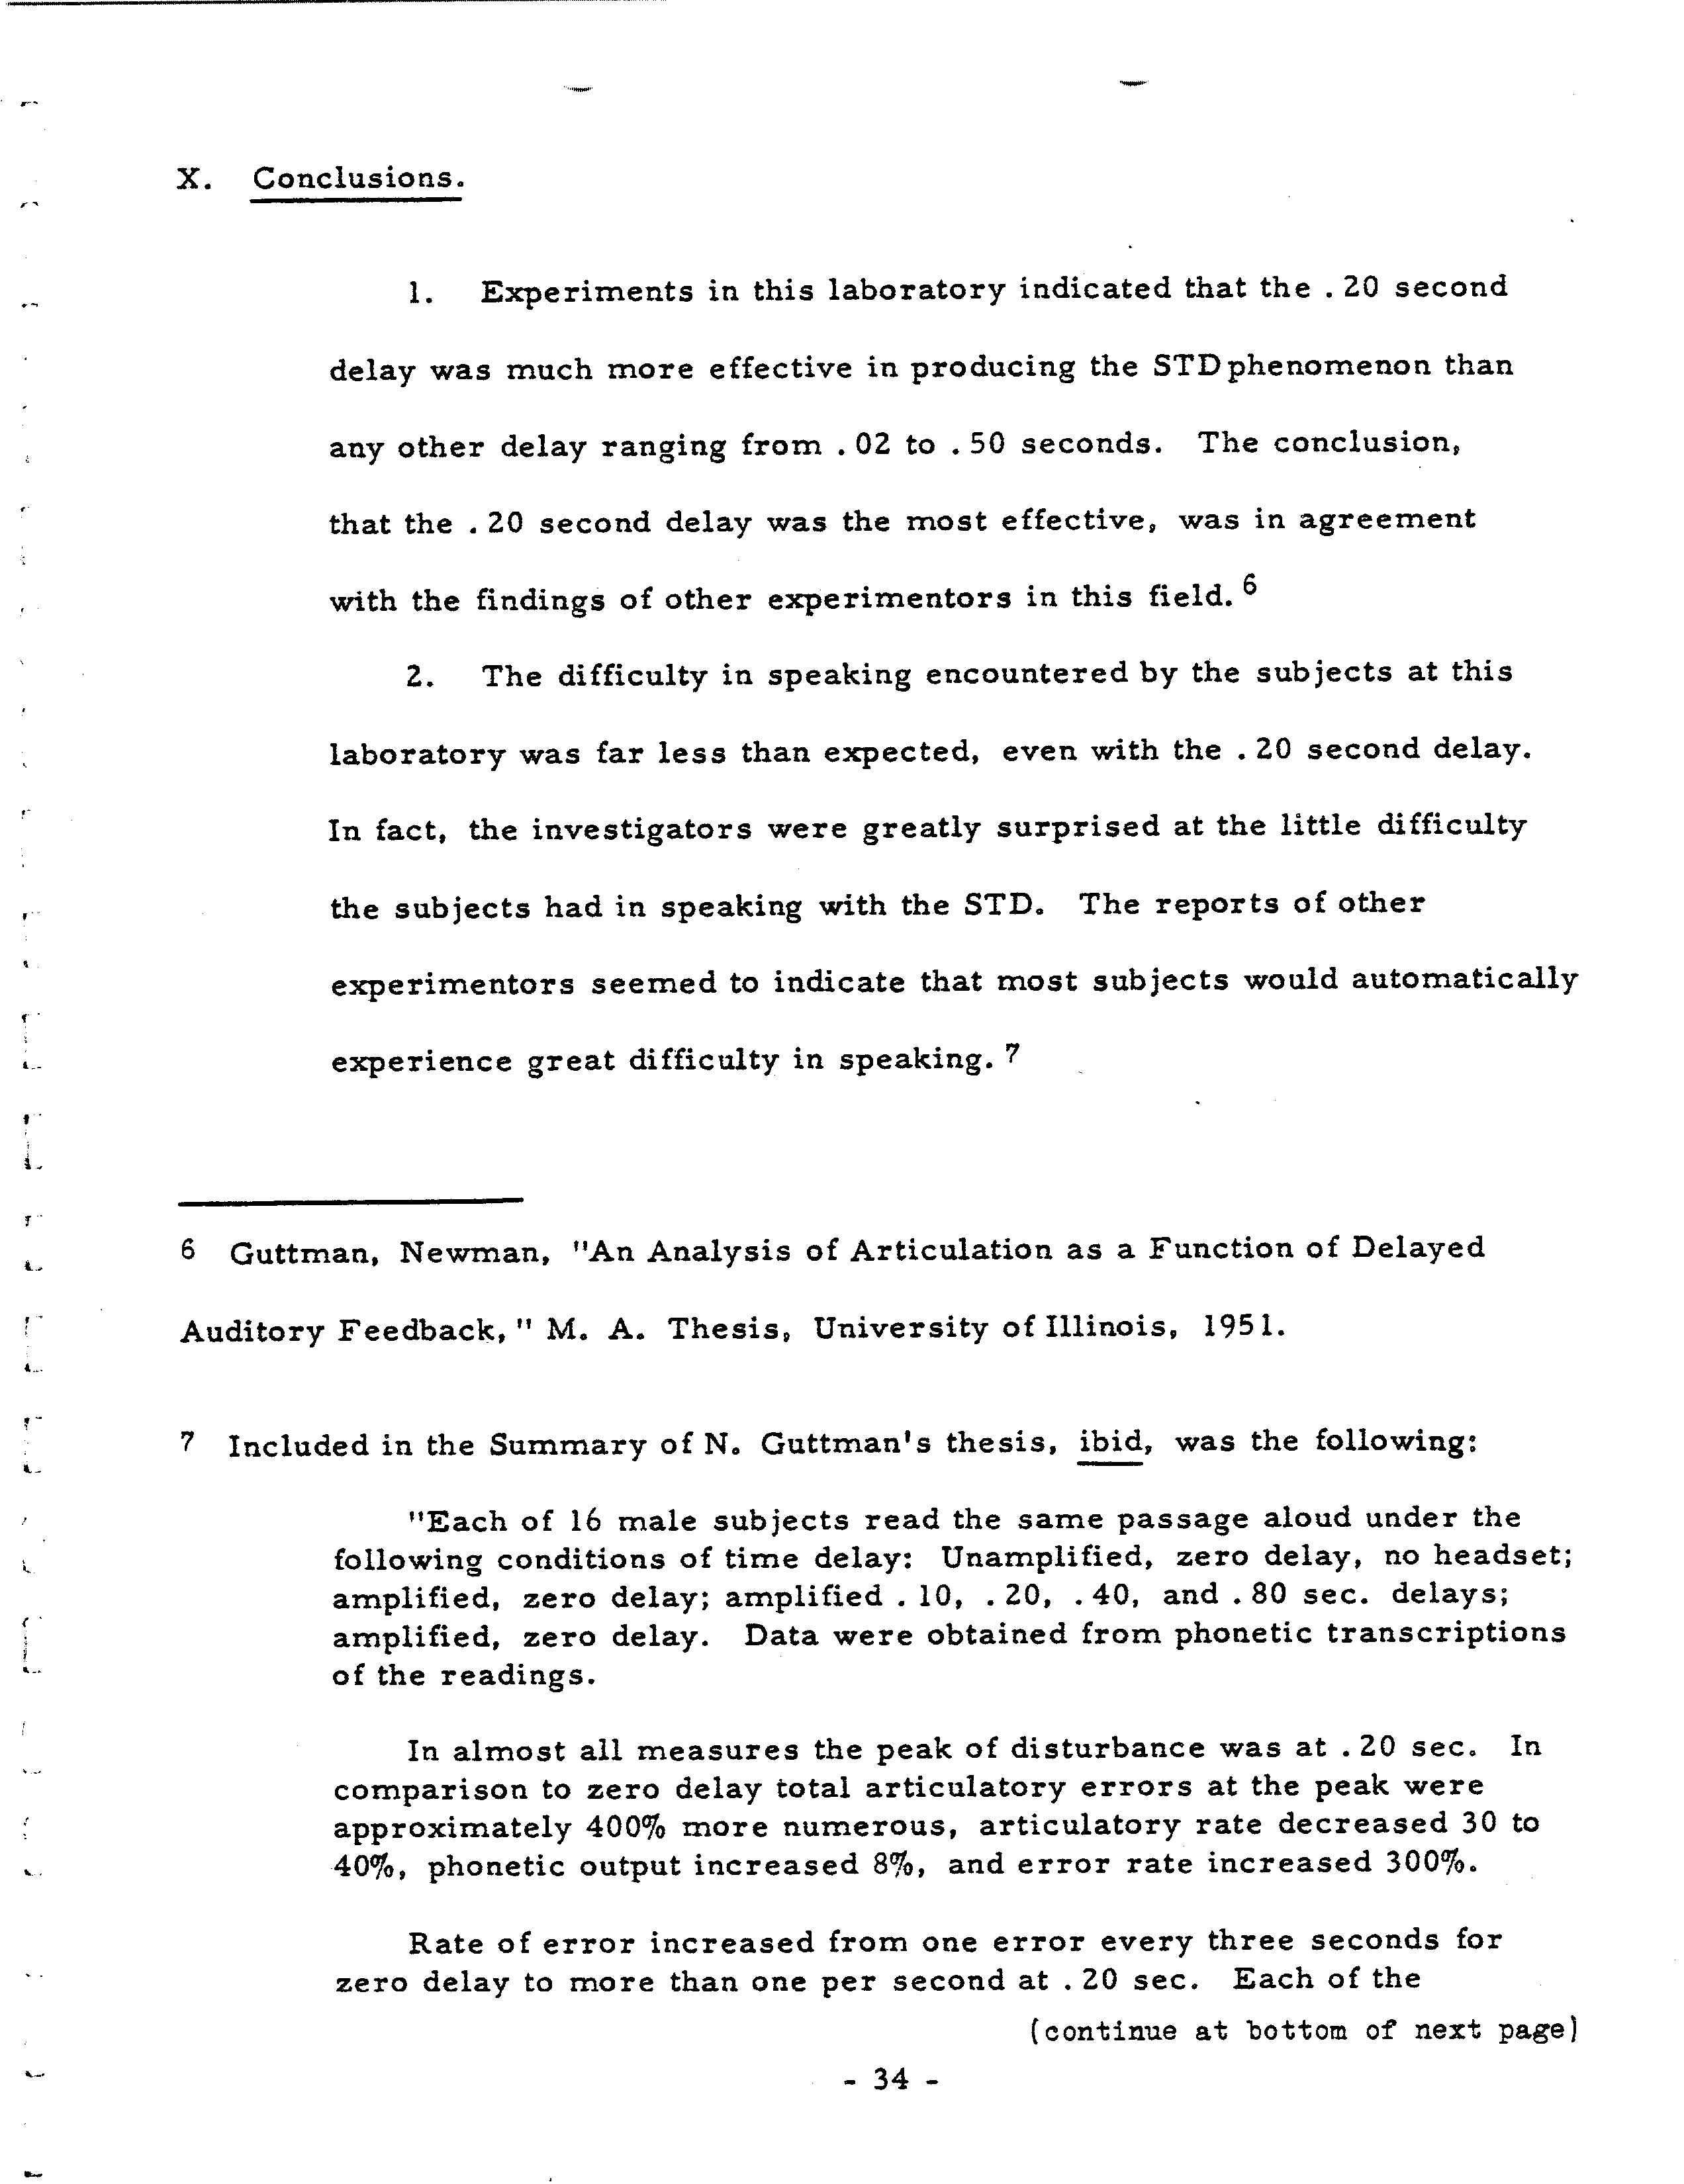 X. Conclusions.
1. Experiments in this laboratory indicated that the .20 second
delay was much more effective in producing the STD phenomenon than
any other delay ranging from .02 to .50 seconds. The conclusion,
that the .20 second delay was the most effective, was in agreement
with the findings of other experimentors in this field. 6
2. The difficulty in speaking encountered by the subjects at this
laboratory was far less than expected, even with the .20 second delay.
In fact, the investigators were greatly surprised at the little difficulty
the subjects had in speaking with the STD. The reports of other
experimentors seemed to indicate that most subjects would automatically
experience great difficulty in speaking. 7
6 Guttman, Newman, "An Analysis of Articulation as a Function of Delayed
Auditory Feedback," M. A. Thesis, University of Illinois, 1951.
7 Included in the Summary of N. Guttman's thesis, ibid, was the following:
"Each of 16 male subjects read the same passage aloud under the
following conditions of time delay: Unamplified, zero delay, no headset;
amplified, zero delay; amplified .10, .20, .40, and .80 sec. delays;
amplified, zero delay. Data were obtained from phonetic transcriptions
of the readings.
In almost all measures the peak of disturbance was at .20 sec. In
comparison to zero delay total articulatory errors at the peak were
approximately 400% more numerous, articulatory rate decreased 30 to
40%, phonetic output increased 8%, and error rate increased 300%.
Rate of error increased from one error every three seconds for
zero delay to more than one per second at .20 sec. Each of the
(continue at bottom of next page)
- 34 -